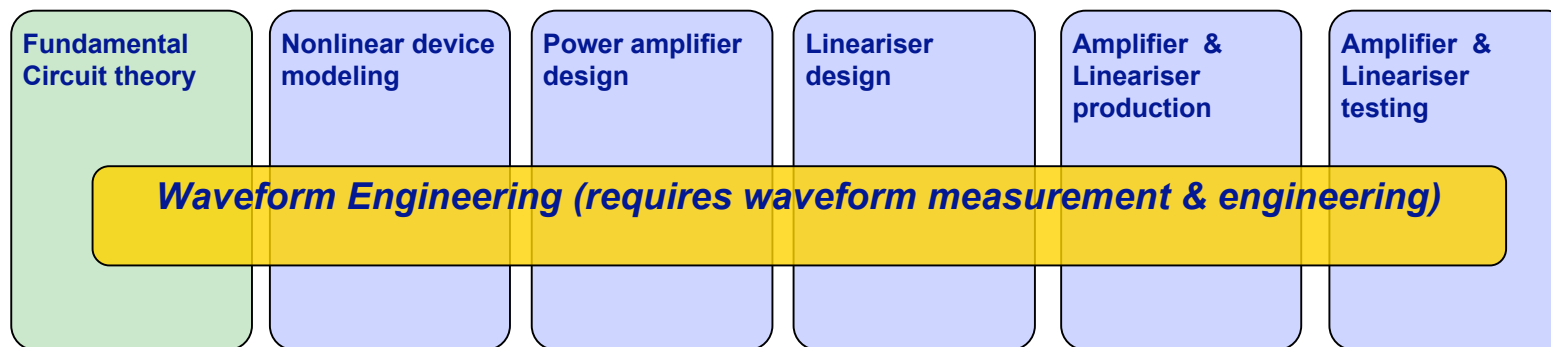 Fundamental
Circuit theory
Nonlinear device
modeling
Power amplifier
design
Lineariser
design
Amplifier &
Lineariser
production
Amplifier &
Lineariser
testing
Waveform Engineering (requires waveform measurement & engineering)